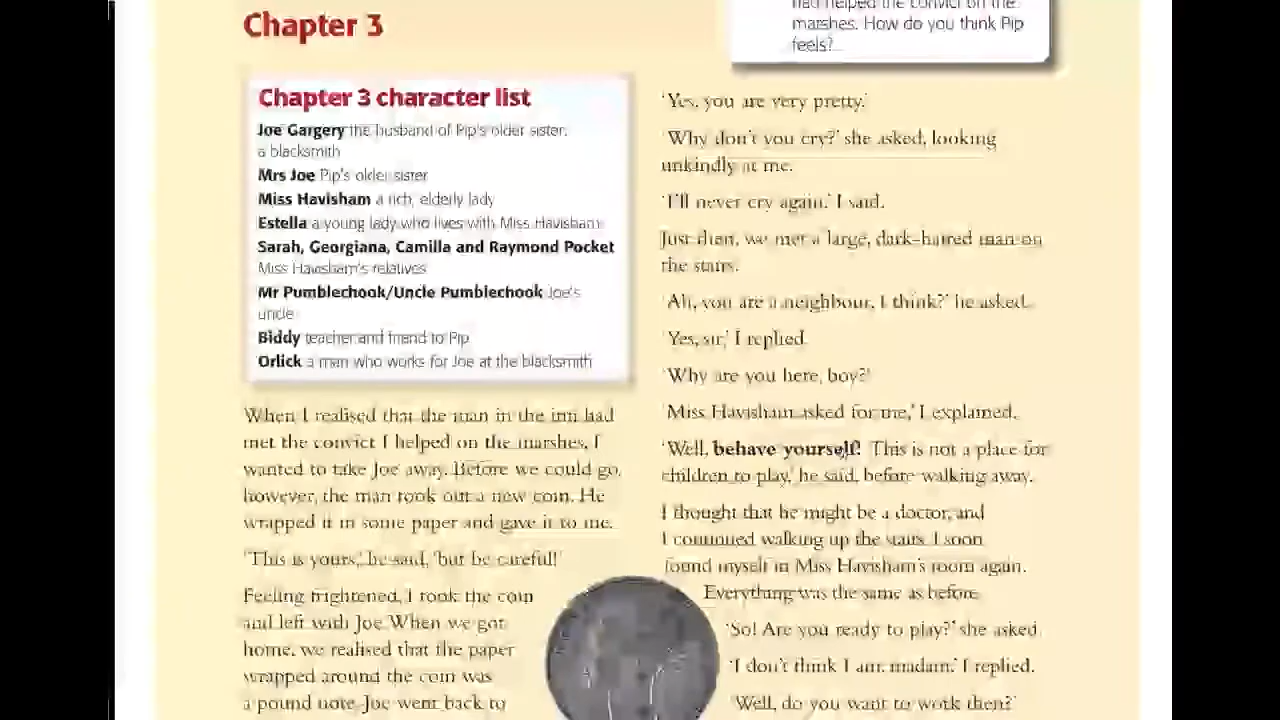 Chapter 3
had helped the convict on the
marshes. How do you think Pip
feels?
Chapter 3 character list
Joe Gargery the husband of Pip's older sister,
a blacksmith
Mrs Joe Pip's older sister
Miss Havisham a rich, elderly lady
Estella a young lady who lives with Miss Havisham
Sarah, Georgiana, Camilla and Raymond Pocket
Miss Havisham's relatives
Mr Pumblechook/Uncle Pumblechook Joe's
uncle
Biddy teacher and friend to Pip
Orlick a man who works for Joe at the blacksmith
When I realised that the man in the inn had
met the convict I helped on the marshes, I
wanted to take Joe away. Before we could go,
however, the man took out a new coin. He
wrapped it in some paper and gave it to me.
'This is yours,' he said, 'but be careful!'
Feeling frightened, I took the coin
and left with Joe. When we got
home, we realised that the paper
wrapped around the coin was
a pound note. Joe went back to
'Yes, you are very pretty.'
'Why don't you cry?' she asked, looking
unkindly at me.
'I'll never cry again,' I said.
Just then, we met a large, dark-haired man on
the stairs.
'Ah, you are a neighbour, I think?' he asked.
'Yes, sir,' I replied.
'Why are you here, boy?'
'Miss Havisham asked for me,' I explained.
'Well, behave yourself! This is not a place for
children to play,' he said, before walking away.
I thought that he might be a doctor, and
I continued walking up the stairs. I soon
found myself in Miss Havisham's room again.
Everything was the same as before.
'So! Are you ready to play?' she asked.
'I don't think I am, madam,' I replied.
'Well, do you want to work then?'